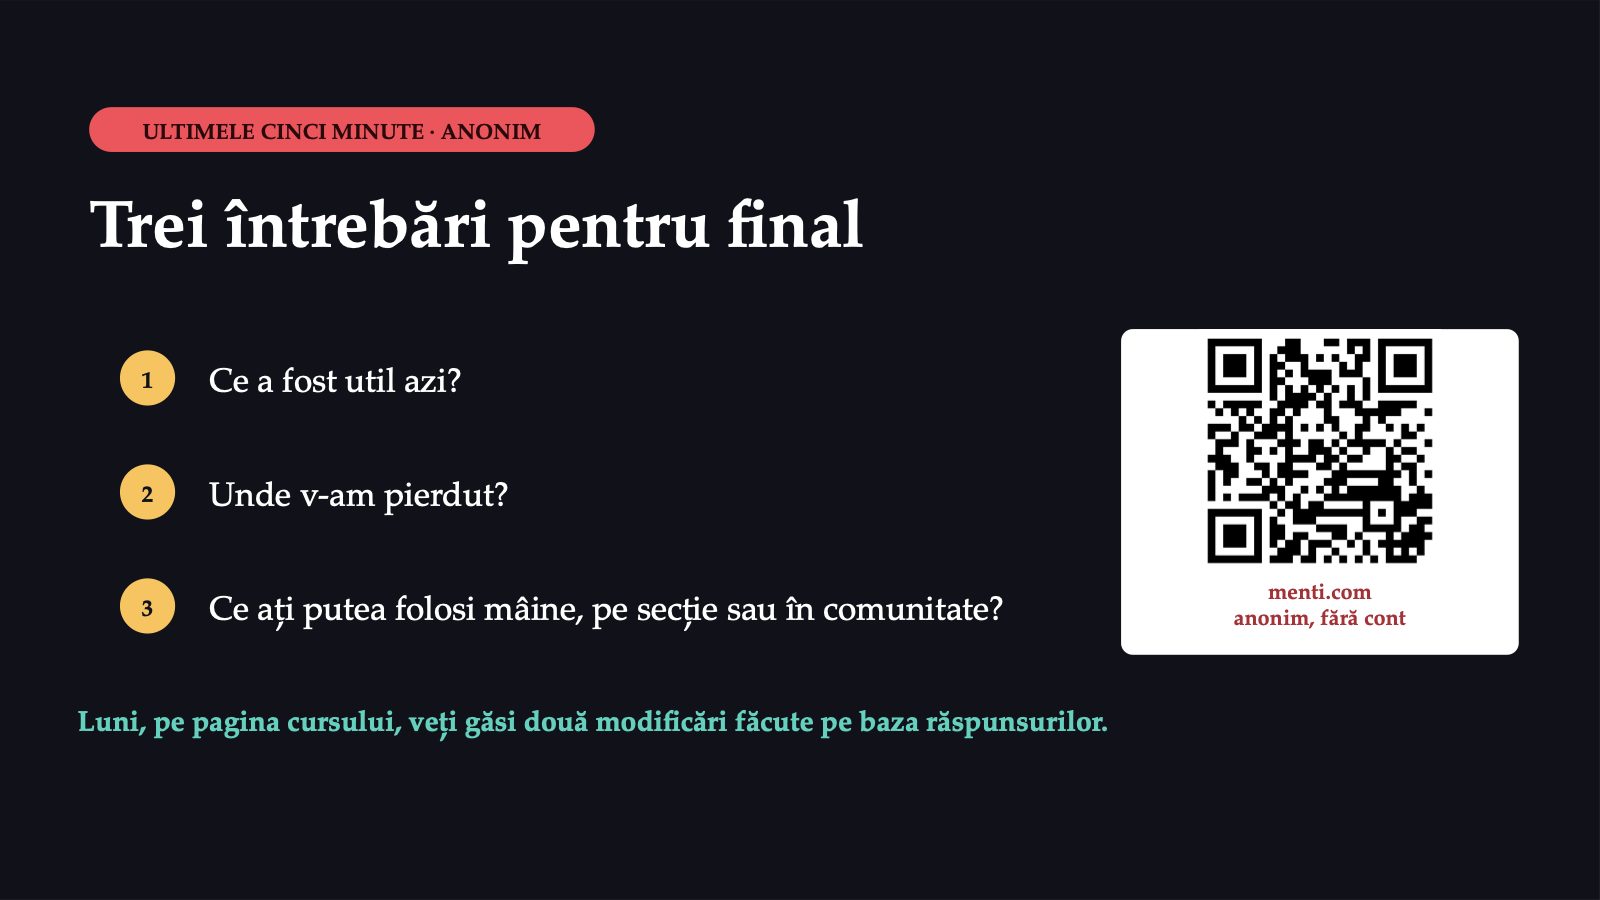 ULTIMELE CINCI MINUTE · ANONIM
Trei întrebări pentru final
1 Ce a fost util azi?
2 Unde v-am pierdut?
3 Ce ați putea folosi mâine, pe secție sau în comunitate?
menti.com
anonim, fără cont
Luni, pe pagina cursului, veți găsi două modificări făcute pe baza răspunsurilor.